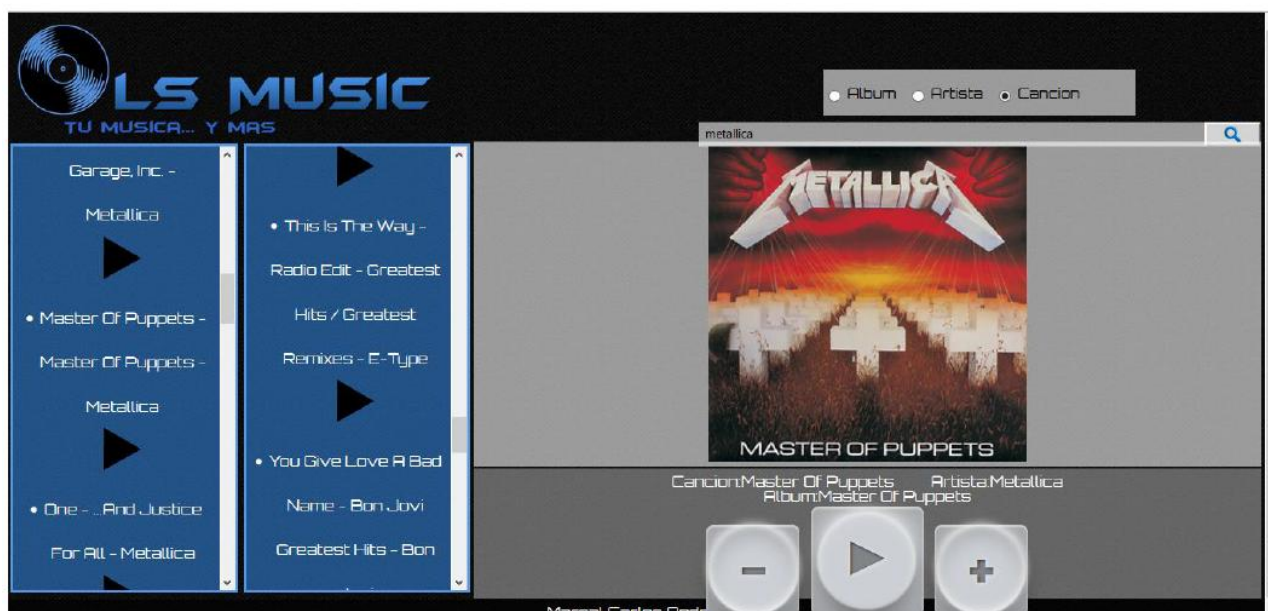 LS MUSIC
TU MUSICA... Y MAS
Album Artista Cancion
metallica
Garage, Inc. -
Metallica
• Master Of Puppets -
Master Of Puppets -
Metallica
• One - ...And Justice
For All - Metallica
• This Is The Way -
Radio Edit - Greatest
Hits / Greatest
Remixes - E-Type
• You Give Love A Bad
Name - Bon Jovi
Greatest Hits - Bon
METALLICA
MASTER OF PUPPETS
Cancion:Master Of Puppets Artista:Metallica
Album:Master Of Puppets